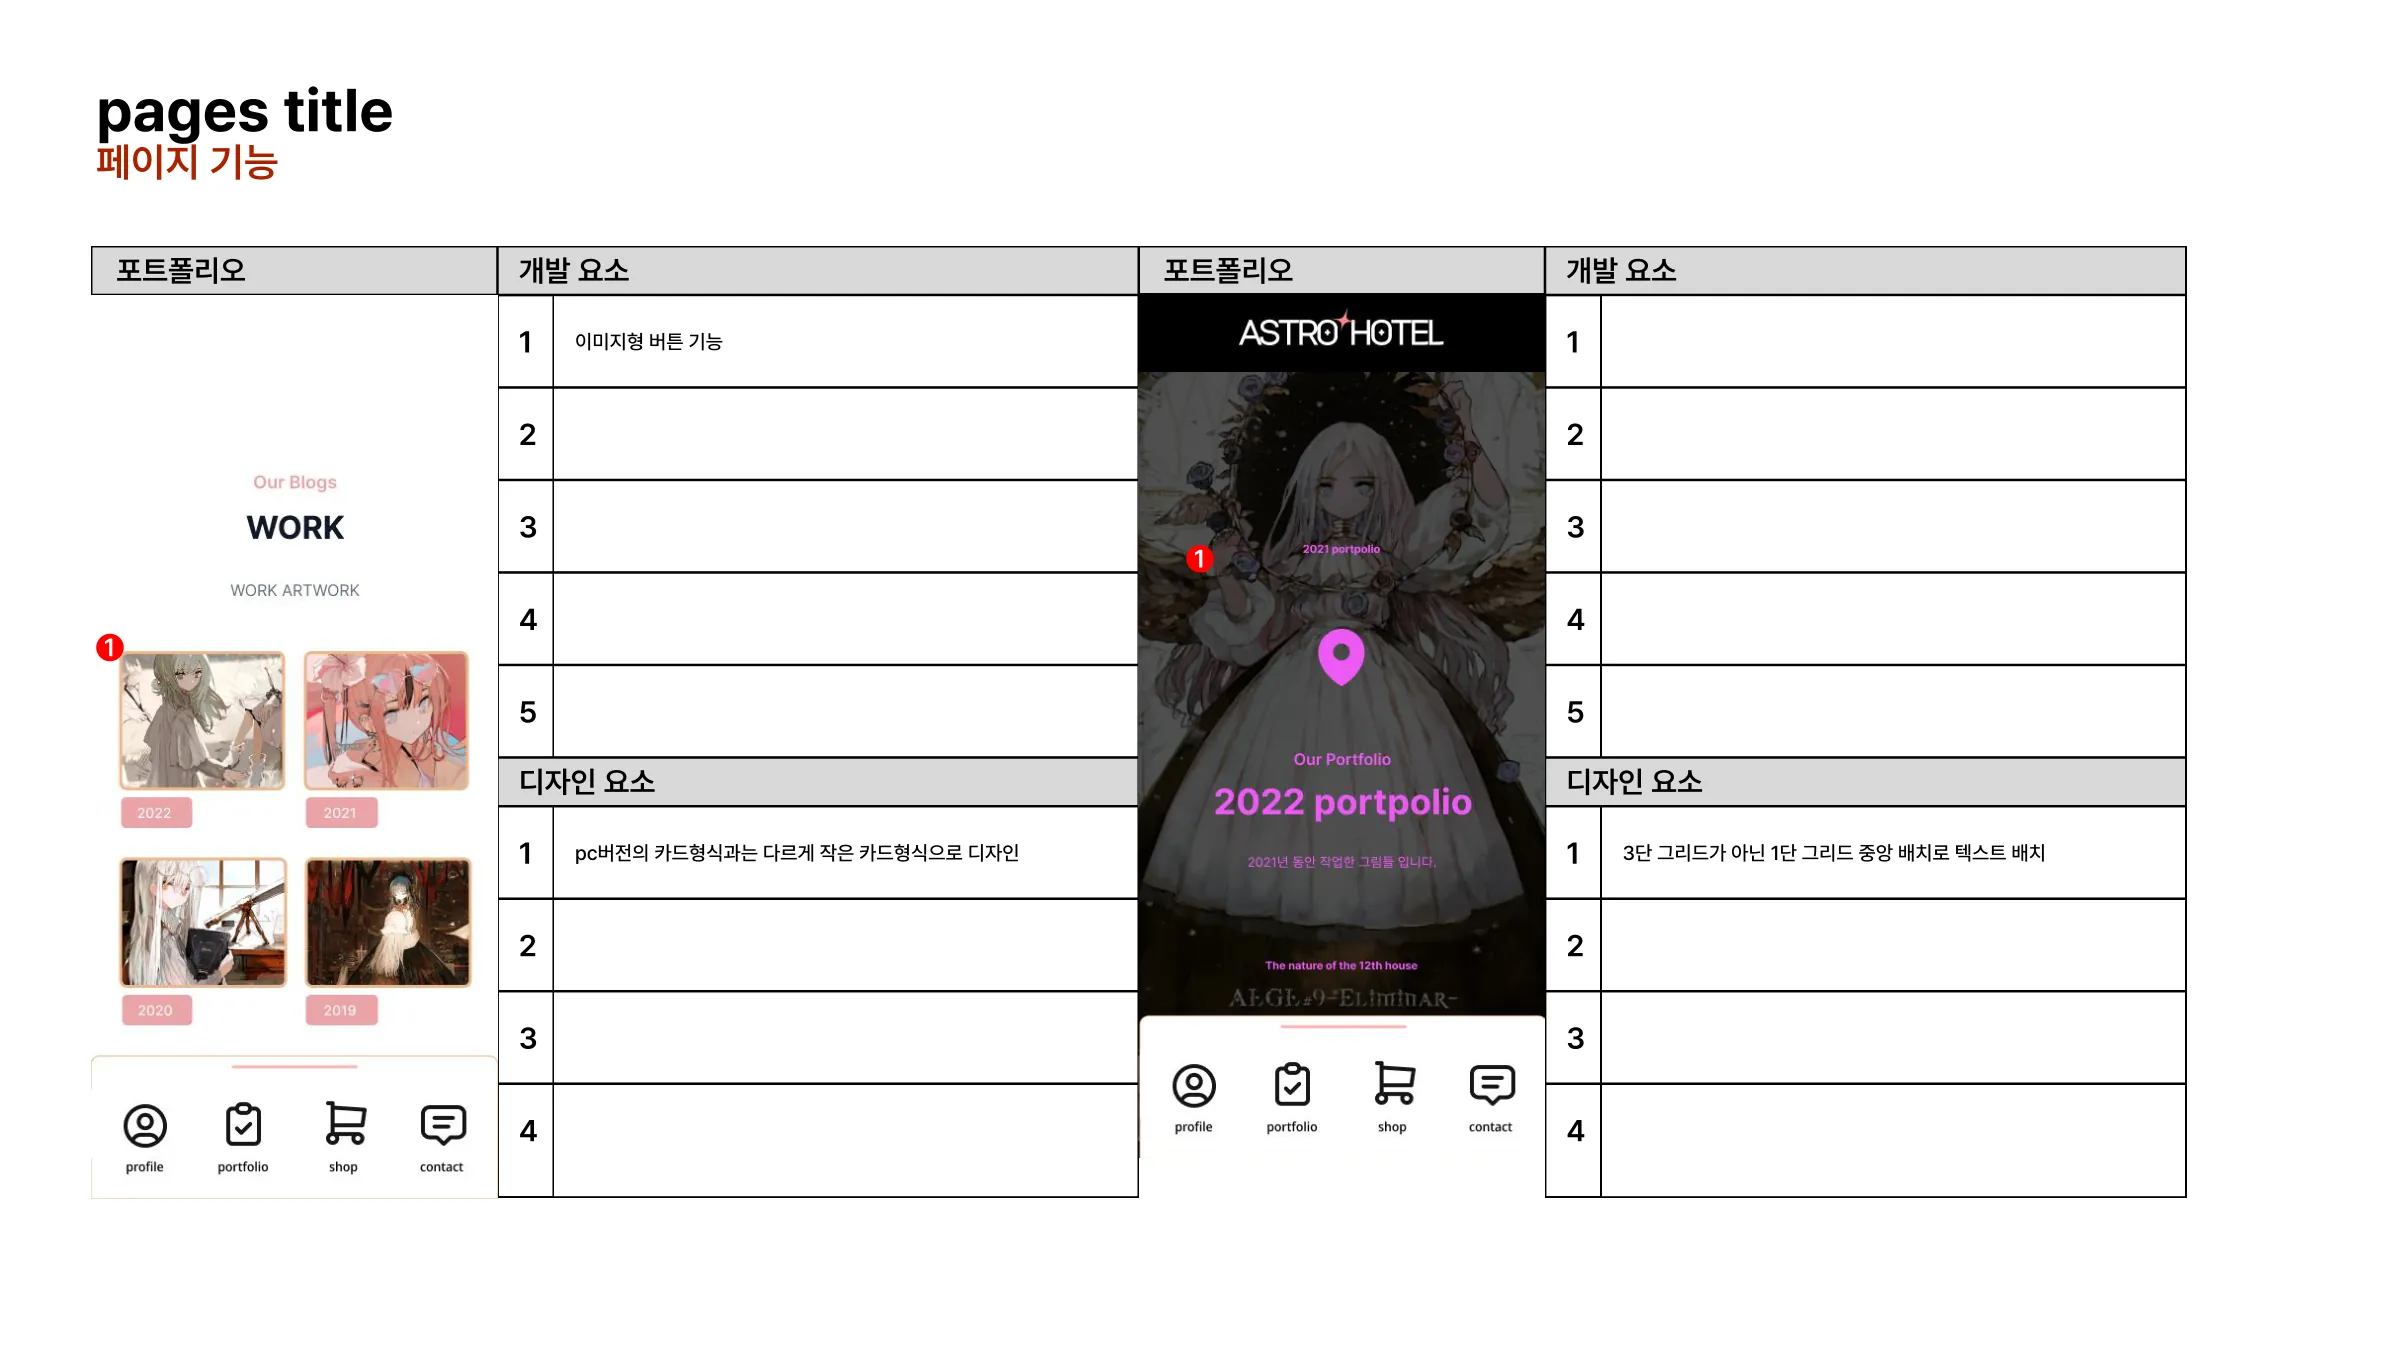 pages title
페이지 기능
포트폴리오
개발 요소
포트폴리오
개발 요소
Our Blogs
WORK
WORK ARTWORK
1
2022
2021
2020
2019
profile
portfolio
shop
contact
1
이미지형 버튼 기능
2
3
4
5
디자인 요소
1
pc버전의 카드형식과는 다르게 작은 카드형식으로 디자인
2
3
4
ASTRO HOTEL
2021 portpolio
1
Our Portfolio
2022 portpolio
2021년 동안 작업한 그림들 입니다.
The nature of the 12th house
ALGL #9-ELiminar-
profile
portfolio
shop
contact
1
2
3
4
5
디자인 요소
1
3단 그리드가 아닌 1단 그리드 중앙 배치로 텍스트 배치
2
3
4